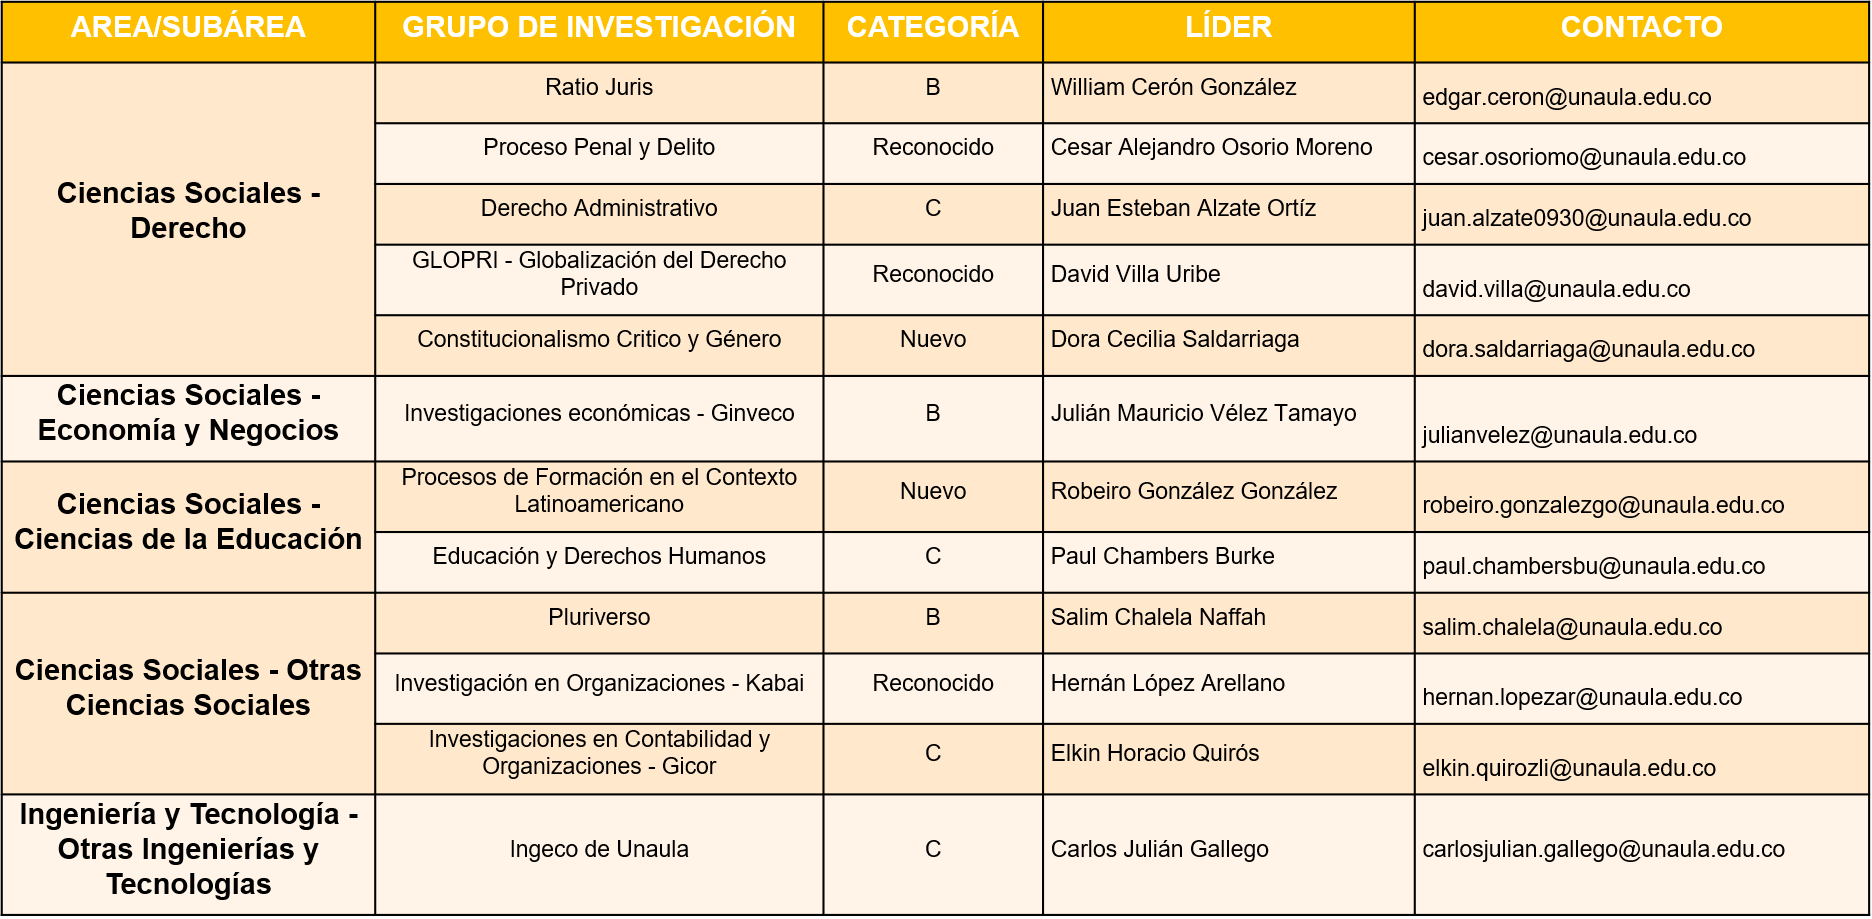 AREA/SUBÁREA GRUPO DE INVESTIGACIÓN CATEGORÍA LÍDER CONTACTO
Ciencias Sociales -
Derecho
Ratio Juris B William Cerón González edgar.ceron@unaula.edu.co
Proceso Penal y Delito Reconocido Cesar Alejandro Osorio Moreno cesar.osoriomo@unaula.edu.co
Derecho Administrativo C Juan Esteban Alzate Ortíz juan.alzate0930@unaula.edu.co
GLOPRI - Globalización del Derecho
Privado
Reconocido David Villa Uribe david.villa@unaula.edu.co
Constitucionalismo Critico y Género Nuevo Dora Cecilia Saldarriaga dora.saldarriaga@unaula.edu.co
Ciencias Sociales -
Economía y Negocios
Investigaciones económicas - Ginveco B Julián Mauricio Vélez Tamayo julianvelez@unaula.edu.co
Ciencias Sociales -
Ciencias de la Educación
Procesos de Formación en el Contexto
Latinoamericano
Nuevo Robeiro González González robeiro.gonzalezgo@unaula.edu.co
Educación y Derechos Humanos C Paul Chambers Burke paul.chambersbu@unaula.edu.co
Ciencias Sociales - Otras
Ciencias Sociales
Pluriverso B Salim Chalela Naffah salim.chalela@unaula.edu.co
Investigación en Organizaciones - Kabai Reconocido Hernán López Arellano hernan.lopezar@unaula.edu.co
Investigaciones en Contabilidad y
Organizaciones - Gicor
C Elkin Horacio Quirós elkin.quirozli@unaula.edu.co
Ingeniería y Tecnología -
Otras Ingenierías y
Tecnologías
Ingeco de Unaula C Carlos Julián Gallego carlosjulian.gallego@unaula.edu.co